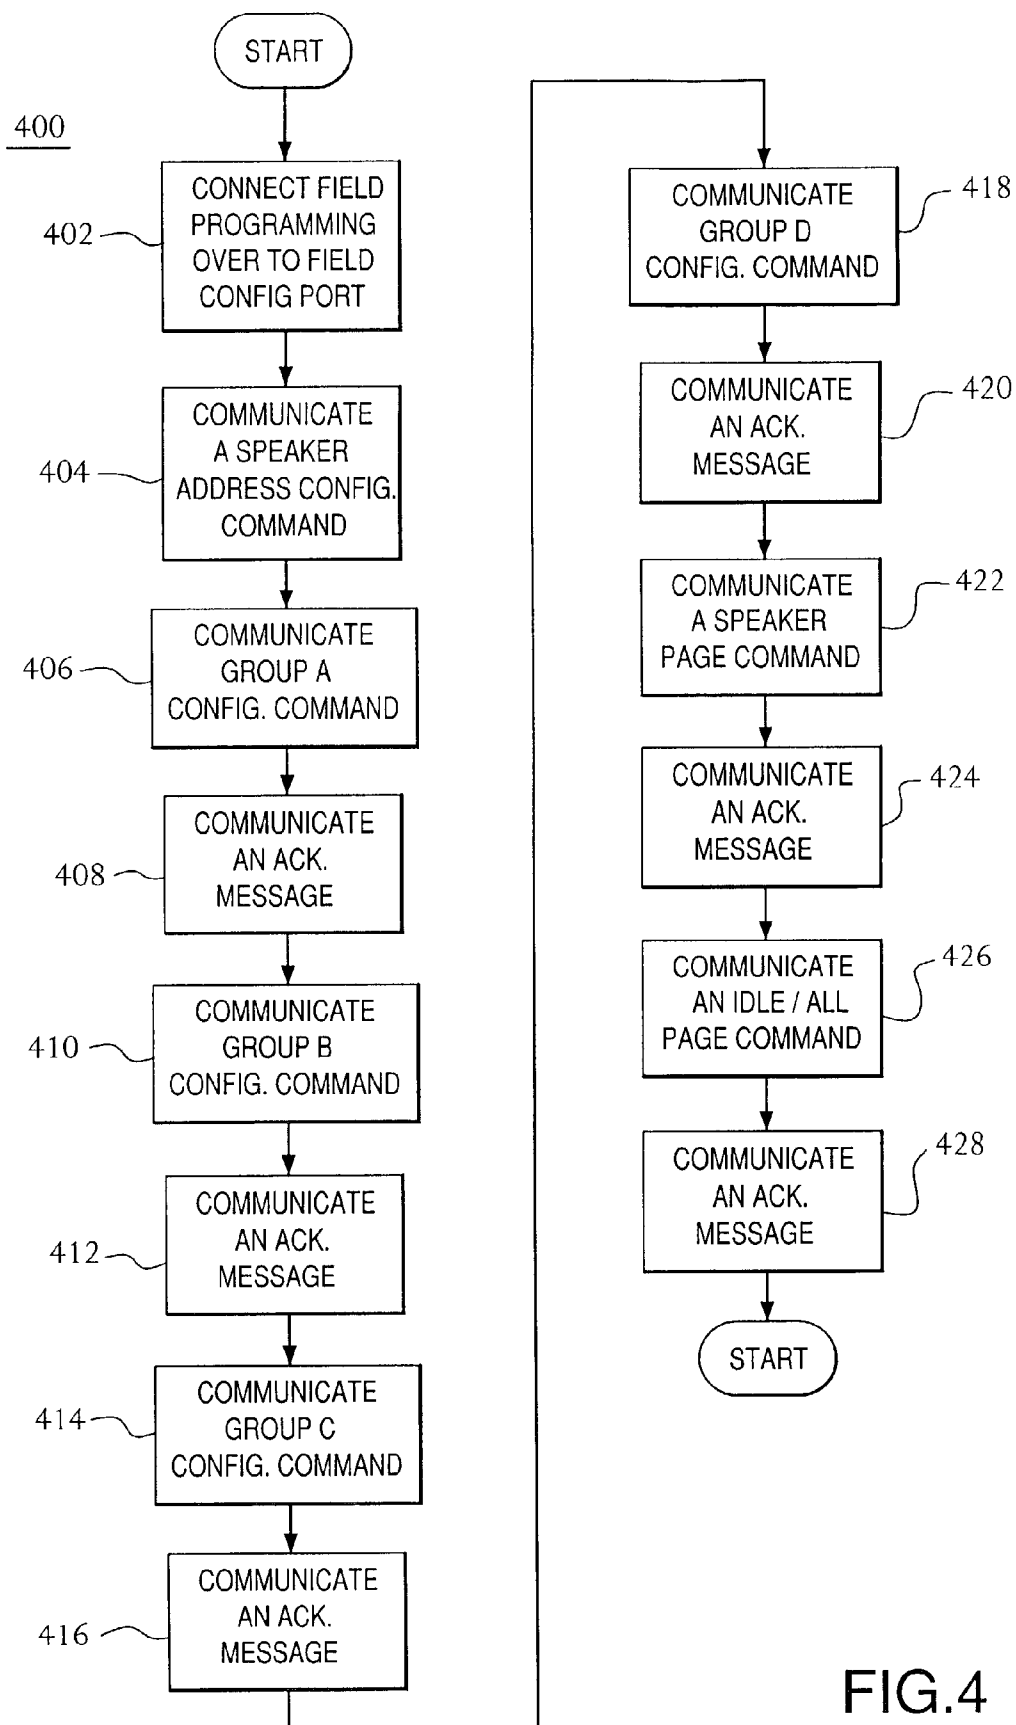 START
400
402
CONNECT FIELD
PROGRAMMING
OVER TO FIELD
CONFIG PORT
404
COMMUNICATE
A SPEAKER
ADDRESS CONFIG.
COMMAND
406
COMMUNICATE
GROUP A
CONFIG. COMMAND
408
COMMUNICATE
AN ACK.
MESSAGE
410
COMMUNICATE
GROUP B
CONFIG. COMMAND
412
COMMUNICATE
AN ACK.
MESSAGE
414
COMMUNICATE
GROUP C
CONFIG. COMMAND
416
COMMUNICATE
AN ACK.
MESSAGE
COMMUNICATE
GROUP D
CONFIG. COMMAND
418
COMMUNICATE
AN ACK.
MESSAGE
420
COMMUNICATE
A SPEAKER
PAGE COMMAND
422
COMMUNICATE
AN ACK.
MESSAGE
424
COMMUNICATE
AN IDLE / ALL
PAGE COMMAND
426
COMMUNICATE
AN ACK.
MESSAGE
428
START
FIG.4